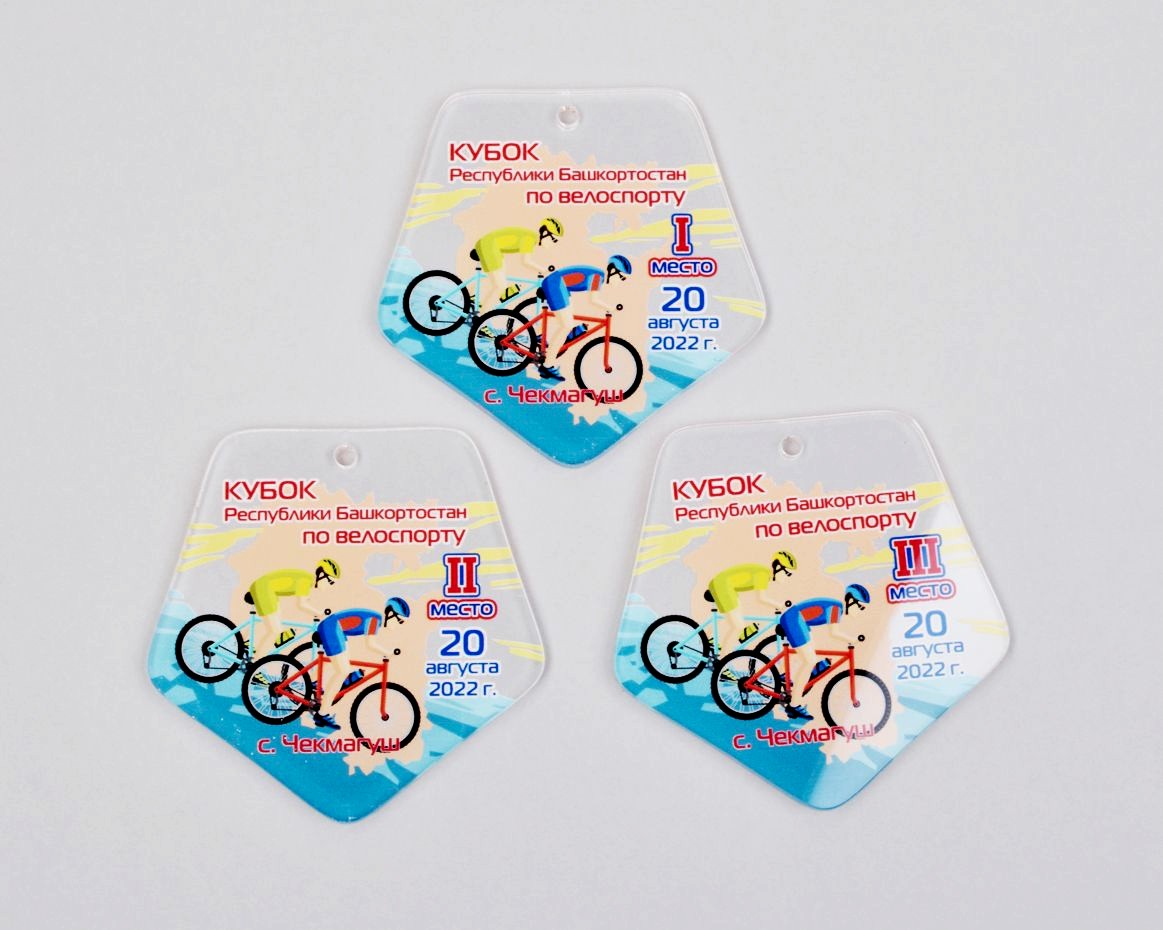 КУБОК
Республики Башкортостан
по велоспорту
I
место
20
августа
2022 г.
с. Чекмагуш
КУБОК
Республики Башкортостан
по велоспорту
II
место
20
августа
2022 г.
с. Чекмагуш
КУБОК
Республики Башкортостан
по велоспорту
III
место
20
августа
2022 г.
с. Чекмагуш